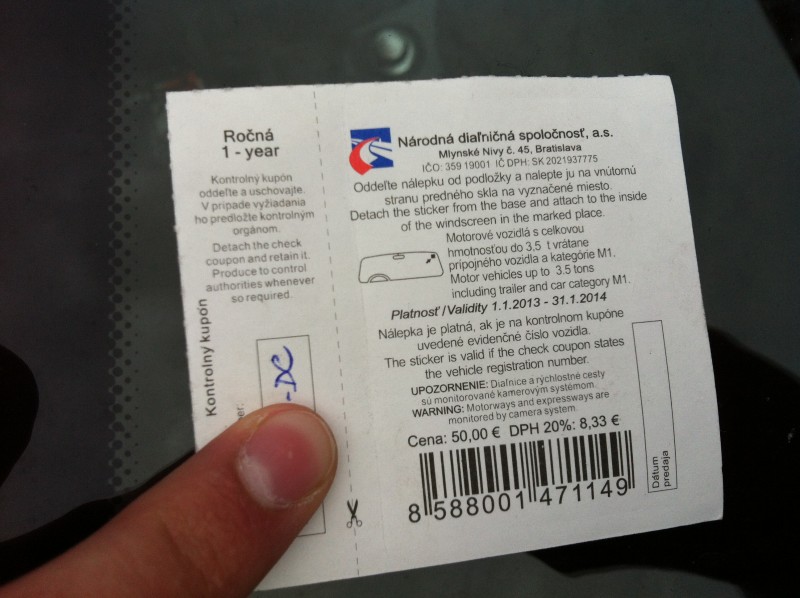 Ročná
1 - year
Kontrolný kupón
oddeľte a uschovajte.
V prípade vyžiadania
ho predložte kontrolným
orgánom.
Detach the check
coupon and retain it.
Produce to control
authorities whenever
so required.
Kontrolný kupón
-DC
Národná diaľničná spoločnosť, a.s.
Mlynské Nivy č. 45, Bratislava
IČO: 359 19001 IČ DPH: SK 2021937775
Oddeľte nálepku od podložky a nalepte ju na vnútornú
stranu predného skla na vyznačené miesto.
Detach the sticker from the base and attach to the inside
of the windscreen in the marked place.
Motorové vozidlá s celkovou
hmotnosťou do 3,5 t vrátane
prípojného vozidla a kategórie M1.
Motor vehicles up to 3.5 tons
including trailer and car category M1.
Platnosť/Validity 1.1.2013 - 31.1.2014
Nálepka je platná, ak je na kontrolnom kupóne
uvedené evidenčné číslo vozidla.
The sticker is valid if the check coupon states
the vehicle registration number.
UPOZORNENIE: Diaľnice a rýchlostné cesty
sú monitorované kamerovým systémom.
WARNING: Motorways and expressways are
monitored by camera system.
Cena: 50,00 € DPH 20%: 8,33 €
8 588001 471149
Dátum
predaja